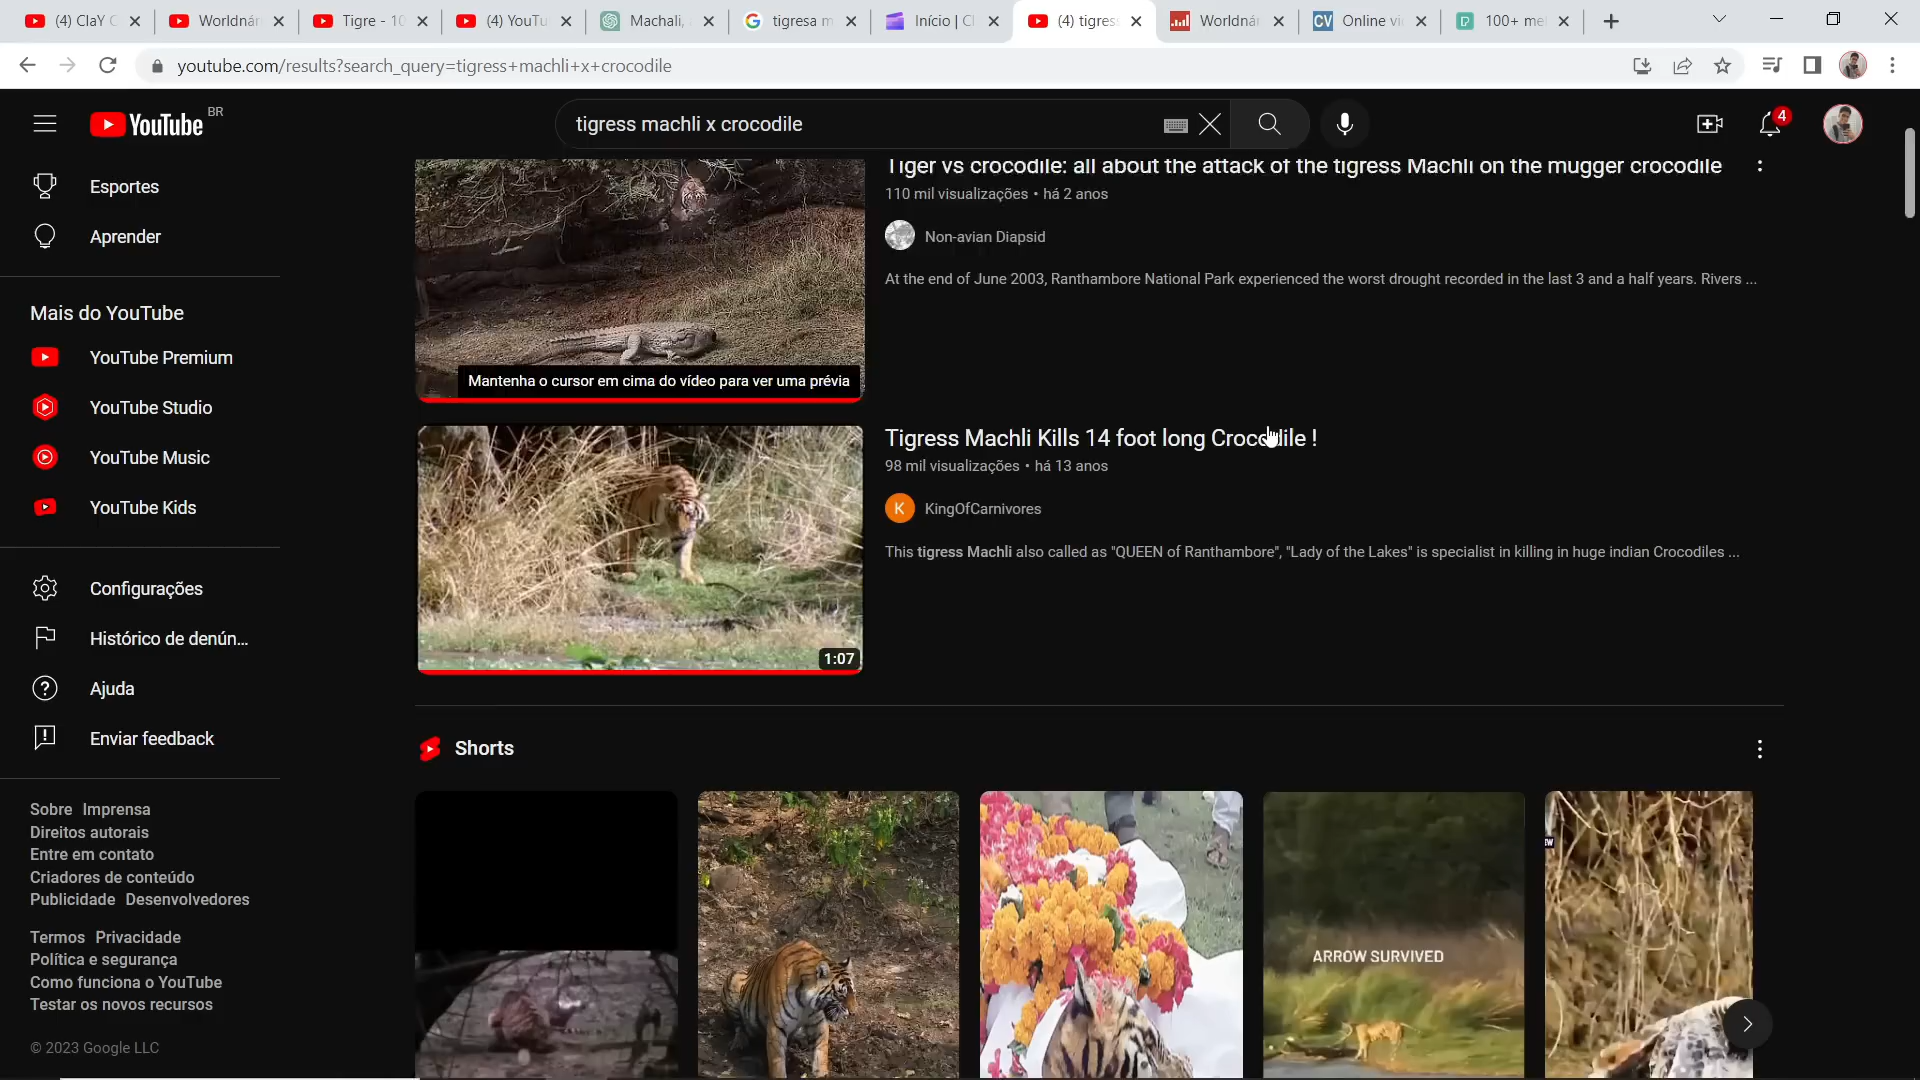 (4) ClaY C
Worldná
Tigre - 10
(4) YouTu
Machali,
tigresa m
Início | Cl
(4) tigres
Worldná
CV Online vi
100+ me
youtube.com/results?search_query=tigress+machli+x+crocodile
YouTube BR
tigress machli x crocodile
4
Esportes
Aprender
Mais do YouTube
YouTube Premium
YouTube Studio
YouTube Music
YouTube Kids
Configurações
Histórico de denún...
Ajuda
Enviar feedback
Sobre Imprensa
Direitos autorais
Entre em contato
Criadores de conteúdo
Publicidade Desenvolvedores
Termos Privacidade
Política e segurança
Como funciona o YouTube
Testar os novos recursos
© 2023 Google LLC
Tiger vs crocodile: all about the attack of the tigress Machli on the mugger crocodile
110 mil visualizações • há 2 anos
Non-avian Diapsid
At the end of June 2003, Ranthambore National Park experienced the worst drought recorded in the last 3 and a half years. Rivers ...
Mantenha o cursor em cima do vídeo para ver uma prévia
Tigress Machli Kills 14 foot long Crocodile !
98 mil visualizações • há 13 anos
K KingOfCarnivores
This tigress Machli also called as "QUEEN of Ranthambore", "Lady of the Lakes" is specialist in killing in huge indian Crocodiles ...
1:07
Shorts
ARROW SURVIVED